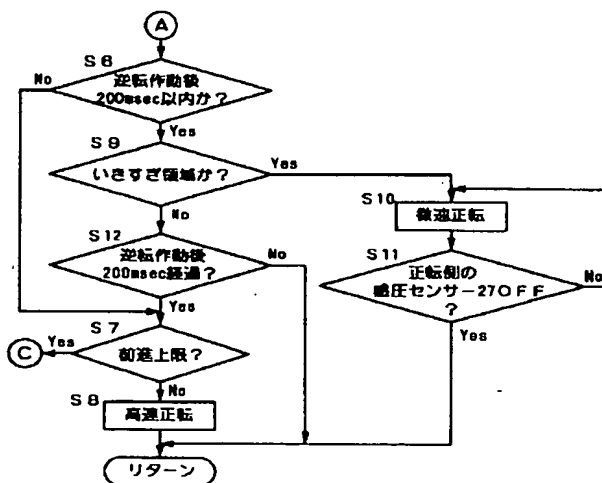 A
S6
逆転作動後
200msec以内か？
No
Yes
S9
いきすぎ領域か？
Yes
No
S10
微速正転
S12
逆転作動後
200msec経過？
No
Yes
S11
正転側の
感圧センサー27OFF
？
No
Yes
S7
前進上限？
Yes
C
No
S8
高速正転
リターン